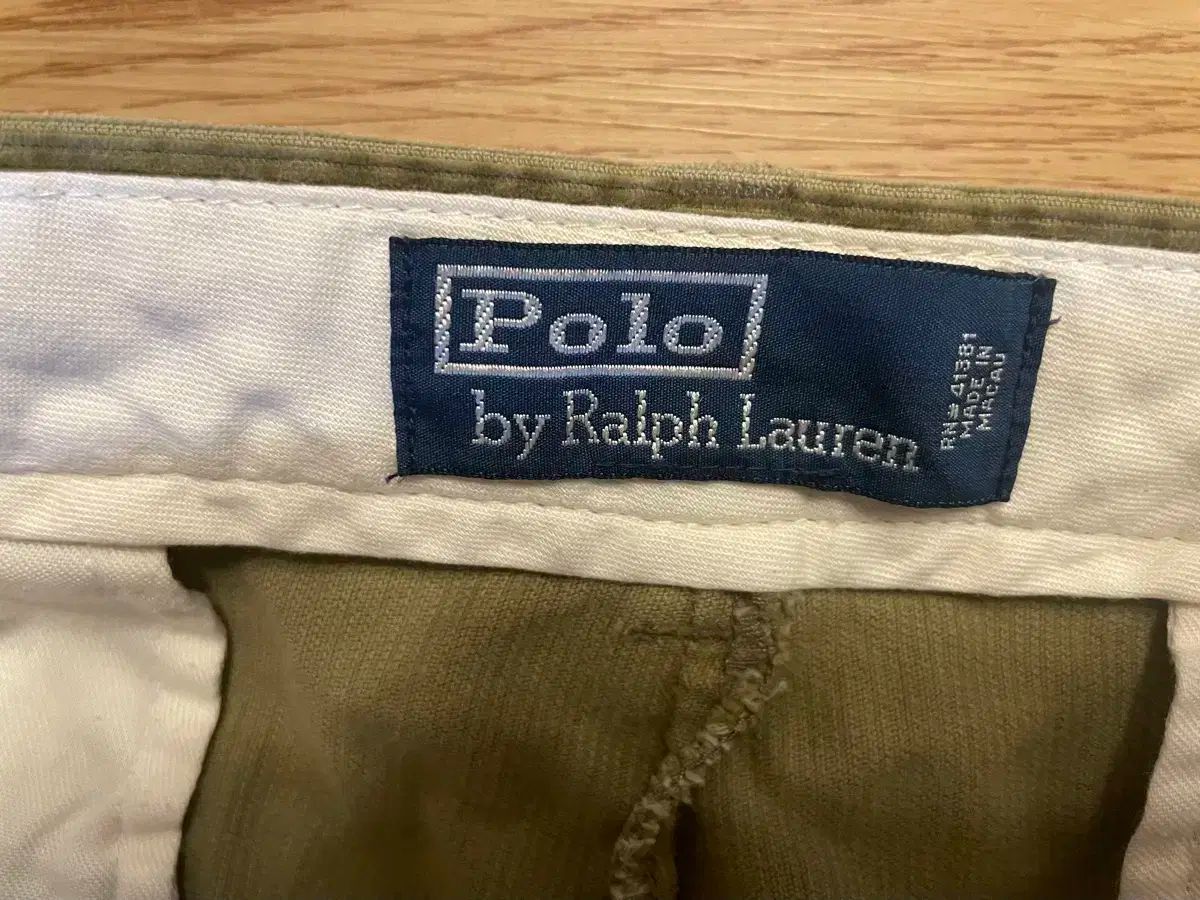 Polo
by Ralph Lauren
RN# 41381
MADE IN
MACAU